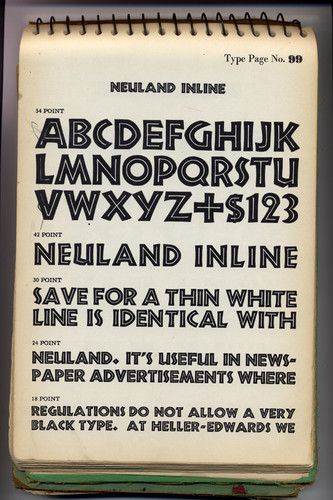 Type Page No. 99
NEULAND INLINE
54 POINT
ABCDEFGHIJK
LMNOPQRSTU
VWXYZ+$123
42 POINT
NEULAND INLINE
30 POINT
SAVE FOR A THIN WHITE
LINE IS IDENTICAL WITH
24 POINT
NEULAND. IT'S USEFUL IN NEWS-
PAPER ADVERTISEMENTS WHERE
18 POINT
REGULATIONS DO NOT ALLOW A VERY
BLACK TYPE. AT HELLER-EDWARDS WE